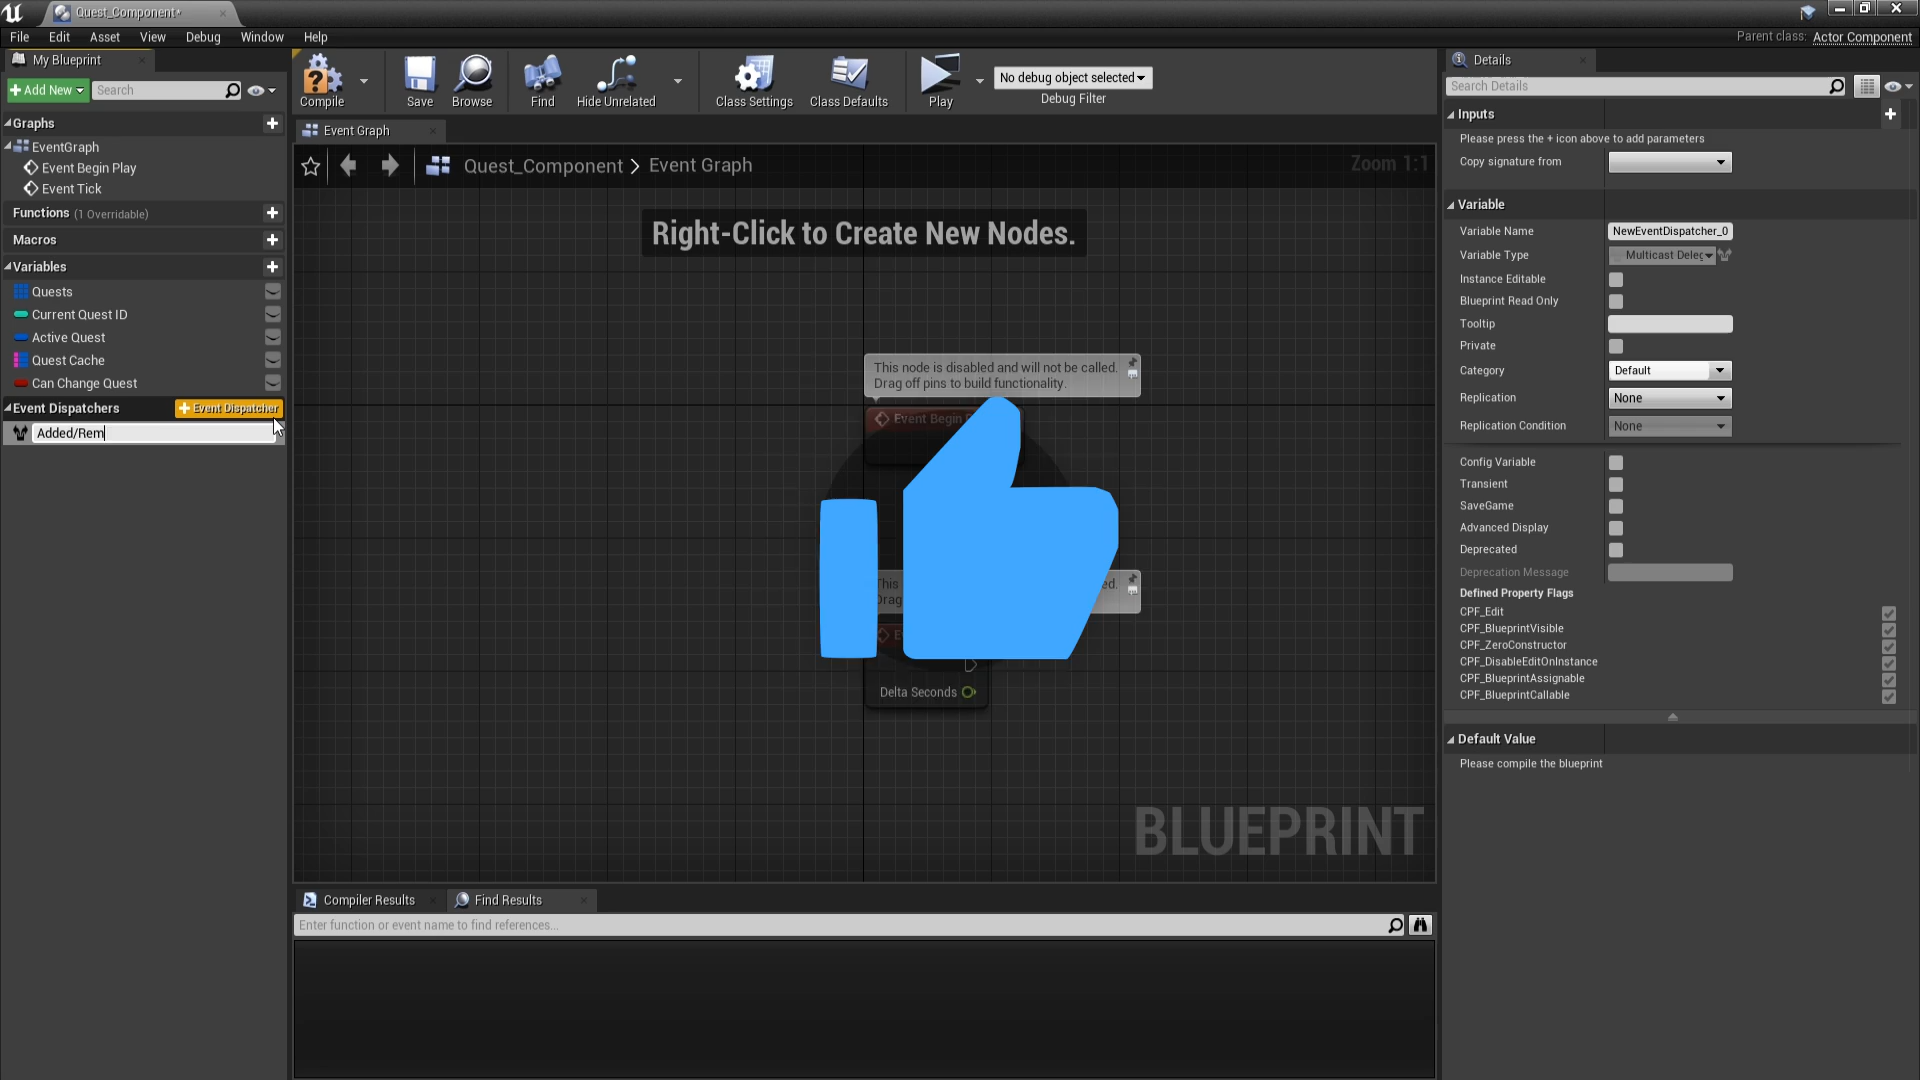 Quest_Component*
File Edit Asset View Debug Window Help
Parent class: Actor Component
My Blueprint
Add New Search
Graphs
EventGraph
Event Begin Play
Event Tick
Functions (1 Overridable)
Macros
Variables
Quests
Current Quest ID
Active Quest
Quest Cache
Can Change Quest
Event Dispatchers Event Dispatcher
Added/Rem
Compile Save Browse Find Hide Unrelated Class Settings Class Defaults Play
No debug object selected
Debug Filter
Event Graph
Quest_Component > Event Graph
Zoom 1:1
Right-Click to Create New Nodes.
This node is disabled and will not be called.
Drag off pins to build functionality.
Event Begin
This
Drag
Delta Seconds
BLUEPRINT
Compiler Results Find Results
Enter function or event name to find references...
Details
Search Details
Inputs
Please press the + icon above to add parameters
Copy signature from
Variable
Variable Name NewEventDispatcher_0
Variable Type Multicast Deleg
Instance Editable
Blueprint Read Only
Tooltip
Private
Category Default
Replication None
Replication Condition None
Config Variable
Transient
SaveGame
Advanced Display
Deprecated
Deprecation Message
Defined Property Flags
CPF_Edit
CPF_BlueprintVisible
CPF_ZeroConstructor
CPF_DisableEditOnInstance
CPF_BlueprintAssignable
CPF_BlueprintCallable
Default Value
Please compile the blueprint